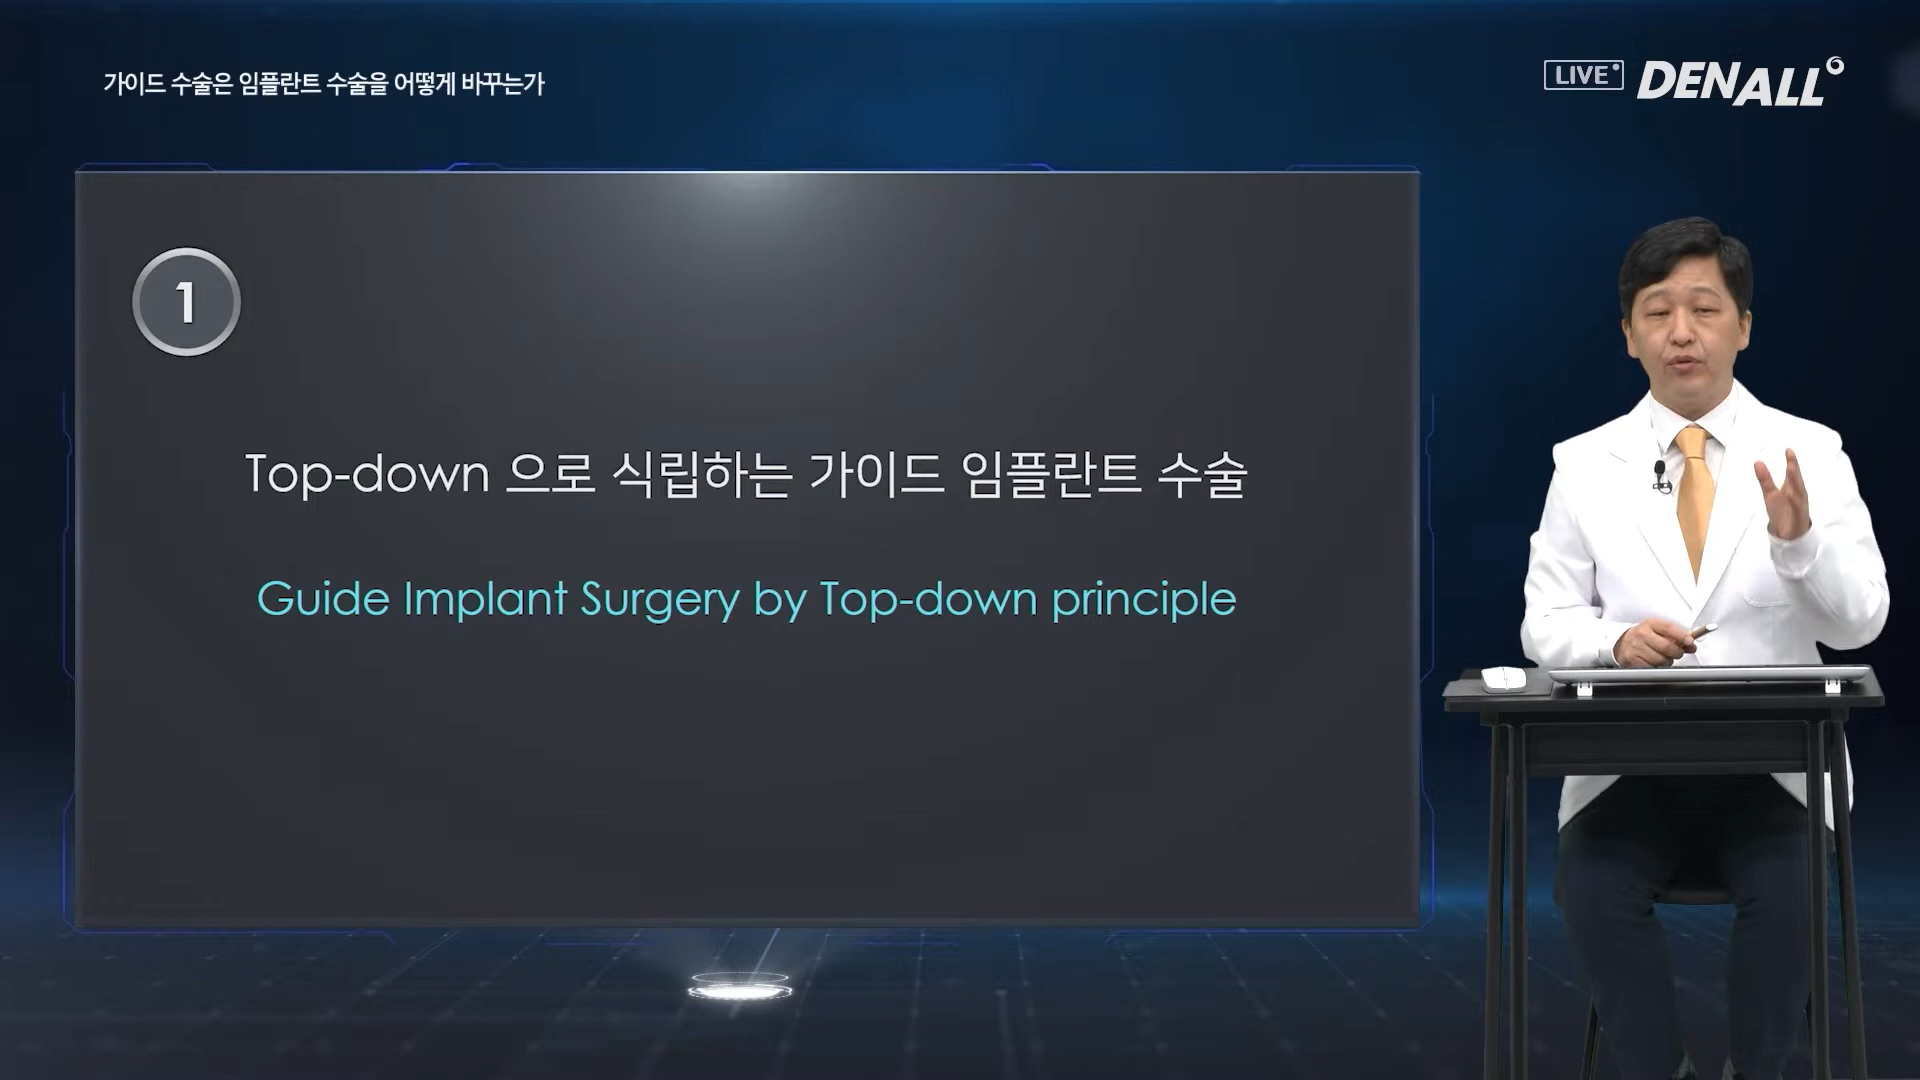 가이드 수술은 임플란트 수술을 어떻게 바꾸는가
LIVE DENALL
1
Top-down 으로 식립하는 가이드 임플란트 수술
Guide Implant Surgery by Top-down principle